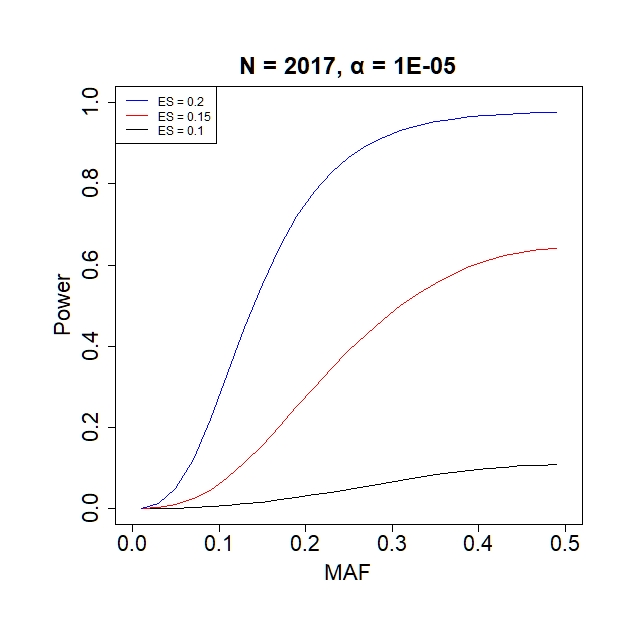 N = 2017, α = 1E-05
ES = 0.2
ES = 0.15
ES = 0.1
Power
1.0
0.8
0.6
0.4
0.2
0.0
0.0 0.1 0.2 0.3 0.4 0.5
MAF